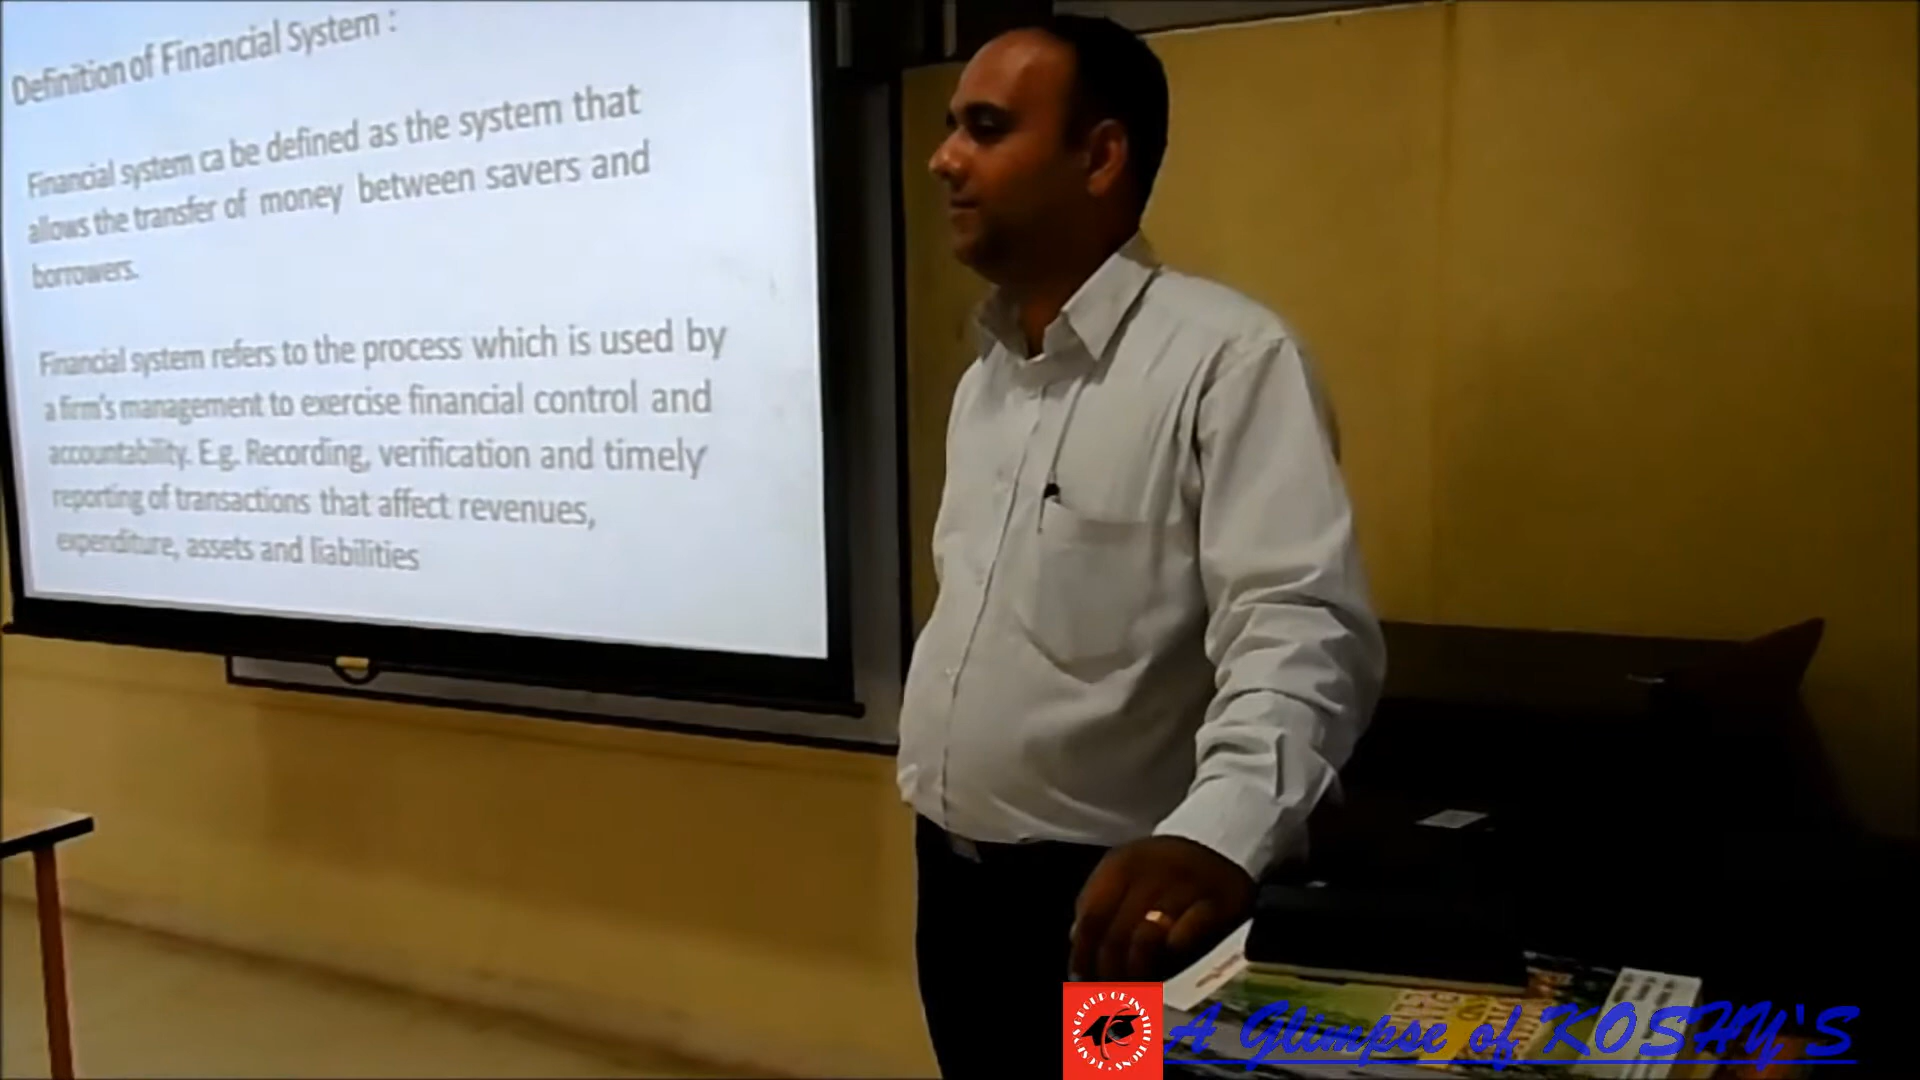 Definition of Financial System :
Financial system ca be defined as the system that
allows the transfer of money between savers and
borrowers.
Financial system refers to the process which is used by
a firm's management to exercise financial control and
accountability. E.g. Recording, verification and timely
reporting of transactions that affect revenues,
expenditure, assets and liabilities
A Glimpse of KOSHY'S